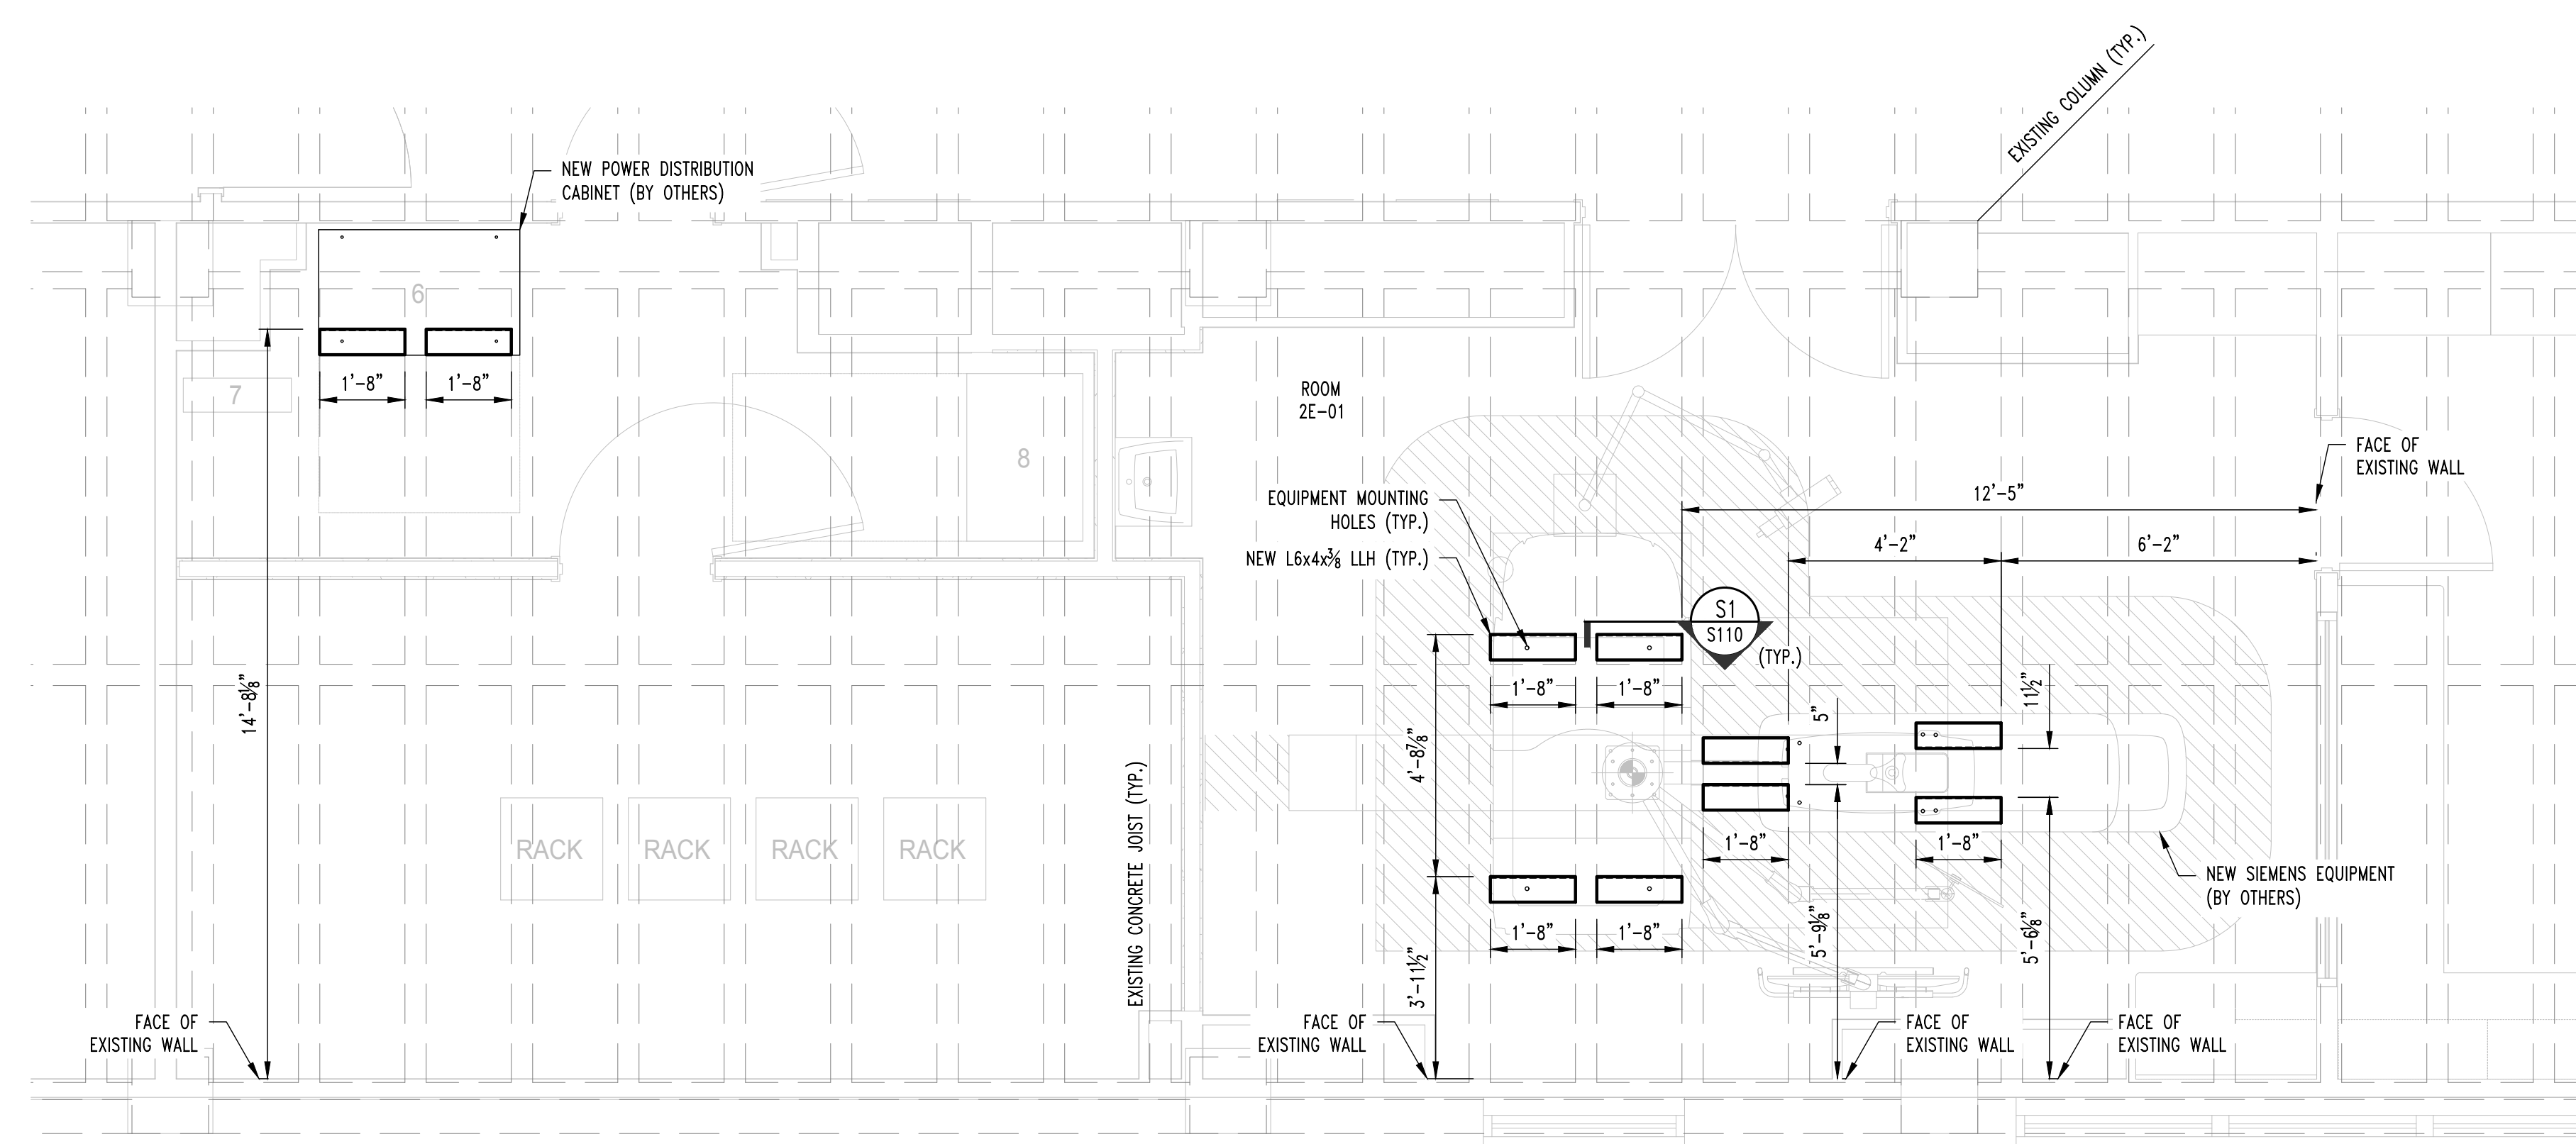 EXISTING COLUMN (TYP.)
NEW POWER DISTRIBUTION
CABINET (BY OTHERS)
6
7
1'-8"
1'-8"
8
ROOM
2E-01
FACE OF
EXISTING WALL
EQUIPMENT MOUNTING
HOLES (TYP.)
12'-5"
NEW L6x4x⅜ LLH (TYP.)
4'-2"
6'-2"
S1
S110
(TYP.)
14'-8⅛"
1'-8"
1'-8"
5"
11½"
4'-8⅞"
EXISTING CONCRETE JOIST (TYP.)
RACK
RACK
RACK
RACK
1'-8"
1'-8"
NEW SIEMENS EQUIPMENT
(BY OTHERS)
1'-8"
1'-8"
3'-11½"
5'-9⅛"
5'-6⅛"
FACE OF
EXISTING WALL
FACE OF
EXISTING WALL
FACE OF
EXISTING WALL
FACE OF
EXISTING WALL